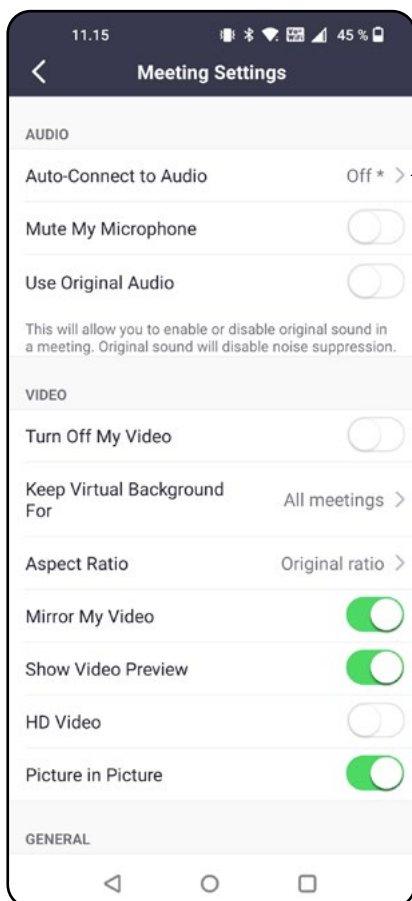 11.15 45 %
Meeting Settings
AUDIO
Auto-Connect to Audio Off *
Mute My Microphone
Use Original Audio
This will allow you to enable or disable original sound in
a meeting. Original sound will disable noise suppression.
VIDEO
Turn Off My Video
Keep Virtual Background
For All meetings
Aspect Ratio Original ratio
Mirror My Video
Show Video Preview
HD Video
Picture in Picture
GENERAL